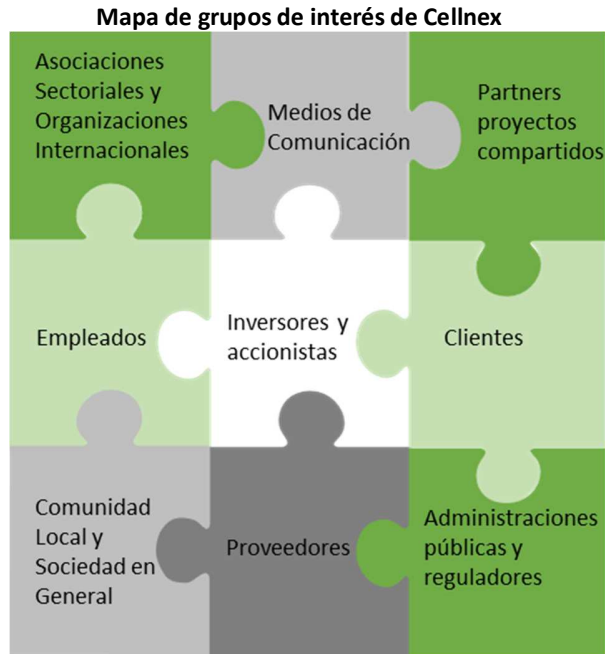 Mapa de grupos de interés de Cellnex
Asociaciones
Sectoriales y
Organizaciones
Internacionales
Medios de
Comunicación
Partners
proyectos
compartidos
Empleados
Inversores y
accionistas
Clientes
Comunidad
Local y
Sociedad en
General
Proveedores
Administraciones
públicas y
reguladores